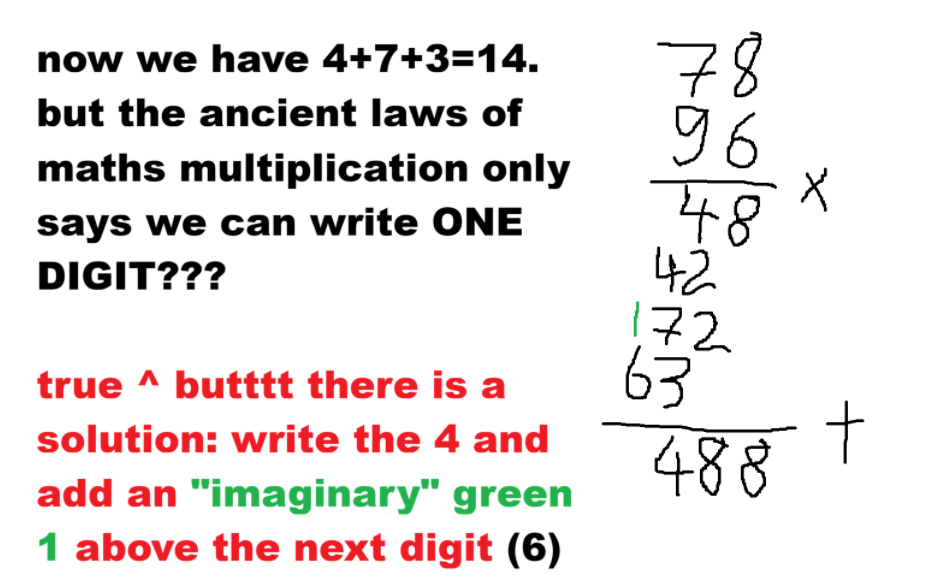 now we have 4+7+3=14.
but the ancient laws of
maths multiplication only
says we can write ONE
DIGIT???
true ^ butttt there is a
solution: write the 4 and
add an "imaginary" green
1 above the next digit (6)
78
96
x
48
42
172
63
+
488